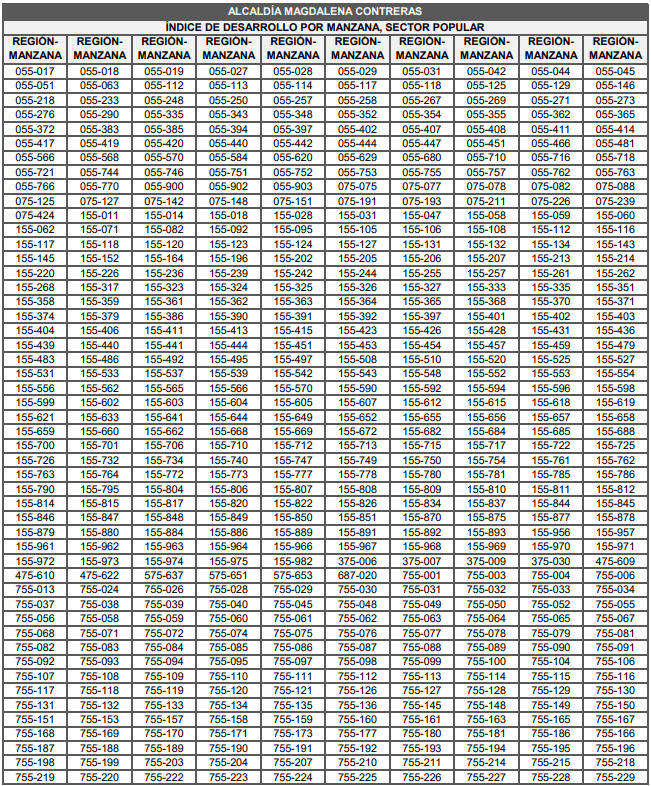 ALCALDÍA MAGDALENA CONTRERAS
ÍNDICE DE DESARROLLO POR MANZANA, SECTOR POPULAR
REGIÓN- REGIÓN- REGIÓN- REGIÓN- REGIÓN- REGIÓN- REGIÓN- REGIÓN- REGIÓN- REGIÓN-
MANZANA MANZANA MANZANA MANZANA MANZANA MANZANA MANZANA MANZANA MANZANA MANZANA
055-017 055-018 055-019 055-027 055-028 055-029 055-031 055-042 055-044 055-045
055-051 055-063 055-112 055-113 055-114 055-117 055-118 055-125 055-129 055-146
055-218 055-233 055-248 055-250 055-257 055-258 055-267 055-269 055-271 055-273
055-276 055-290 055-335 055-343 055-348 055-352 055-354 055-355 055-362 055-365
055-372 055-383 055-385 055-394 055-397 055-402 055-407 055-408 055-411 055-414
055-417 055-419 055-420 055-440 055-442 055-444 055-447 055-451 055-466 055-481
055-566 055-568 055-570 055-584 055-620 055-629 055-680 055-710 055-716 055-718
055-721 055-744 055-746 055-751 055-752 055-753 055-755 055-757 055-762 055-763
055-766 055-770 055-900 055-902 055-903 075-075 075-077 075-078 075-082 075-088
075-125 075-127 075-142 075-148 075-151 075-191 075-193 075-211 075-226 075-239
075-424 155-011 155-014 155-018 155-028 155-031 155-047 155-058 155-059 155-060
155-062 155-071 155-082 155-092 155-095 155-105 155-106 155-108 155-112 155-116
155-117 155-118 155-120 155-123 155-124 155-127 155-131 155-132 155-134 155-143
155-145 155-152 155-164 155-196 155-202 155-205 155-206 155-207 155-213 155-214
155-220 155-226 155-236 155-239 155-242 155-244 155-255 155-257 155-261 155-262
155-268 155-317 155-323 155-324 155-325 155-326 155-327 155-333 155-335 155-351
155-358 155-359 155-361 155-362 155-363 155-364 155-365 155-368 155-370 155-371
155-374 155-379 155-386 155-390 155-391 155-392 155-397 155-401 155-402 155-403
155-404 155-406 155-411 155-413 155-415 155-423 155-426 155-428 155-431 155-436
155-439 155-440 155-441 155-444 155-451 155-453 155-454 155-457 155-459 155-479
155-483 155-486 155-492 155-495 155-497 155-508 155-510 155-520 155-525 155-527
155-531 155-533 155-537 155-539 155-542 155-543 155-548 155-552 155-553 155-554
155-556 155-562 155-565 155-566 155-570 155-590 155-592 155-594 155-596 155-598
155-599 155-602 155-603 155-604 155-605 155-607 155-612 155-615 155-618 155-619
155-621 155-633 155-641 155-644 155-649 155-652 155-655 155-656 155-657 155-658
155-659 155-660 155-662 155-668 155-669 155-672 155-682 155-684 155-685 155-688
155-700 155-701 155-706 155-710 155-712 155-713 155-715 155-717 155-722 155-725
155-726 155-732 155-734 155-740 155-747 155-749 155-750 155-754 155-761 155-762
155-763 155-764 155-772 155-773 155-777 155-778 155-780 155-781 155-785 155-786
155-790 155-795 155-804 155-806 155-807 155-808 155-809 155-810 155-811 155-812
155-814 155-815 155-817 155-820 155-822 155-826 155-834 155-837 155-844 155-845
155-846 155-847 155-848 155-849 155-850 155-851 155-870 155-875 155-877 155-878
155-879 155-880 155-884 155-886 155-889 155-891 155-892 155-893 155-956 155-957
155-961 155-962 155-963 155-964 155-966 155-967 155-968 155-969 155-970 155-971
155-972 155-973 155-974 155-975 155-982 375-006 375-007 375-009 375-030 475-609
475-610 475-622 575-637 575-651 575-653 687-020 755-001 755-003 755-004 755-006
755-013 755-024 755-026 755-028 755-029 755-030 755-031 755-032 755-033 755-034
755-037 755-038 755-039 755-040 755-045 755-048 755-049 755-050 755-052 755-055
755-056 755-058 755-059 755-060 755-061 755-062 755-063 755-064 755-065 755-067
755-068 755-071 755-072 755-074 755-075 755-076 755-077 755-078 755-079 755-081
755-082 755-083 755-084 755-085 755-086 755-087 755-088 755-089 755-090 755-091
755-092 755-093 755-094 755-095 755-097 755-098 755-099 755-100 755-104 755-106
755-107 755-108 755-109 755-110 755-111 755-112 755-113 755-114 755-115 755-116
755-117 755-118 755-119 755-120 755-121 755-126 755-127 755-128 755-129 755-130
755-131 755-132 755-133 755-134 755-135 755-136 755-145 755-148 755-149 755-150
755-151 755-153 755-157 755-158 755-159 755-160 755-161 755-163 755-165 755-167
755-168 755-169 755-170 755-171 755-173 755-177 755-180 755-181 755-186 755-166
755-187 755-188 755-189 755-190 755-191 755-192 755-193 755-194 755-195 755-196
755-198 755-199 755-203 755-204 755-207 755-210 755-211 755-214 755-215 755-218
755-219 755-220 755-222 755-223 755-224 755-225 755-226 755-227 755-228 755-229